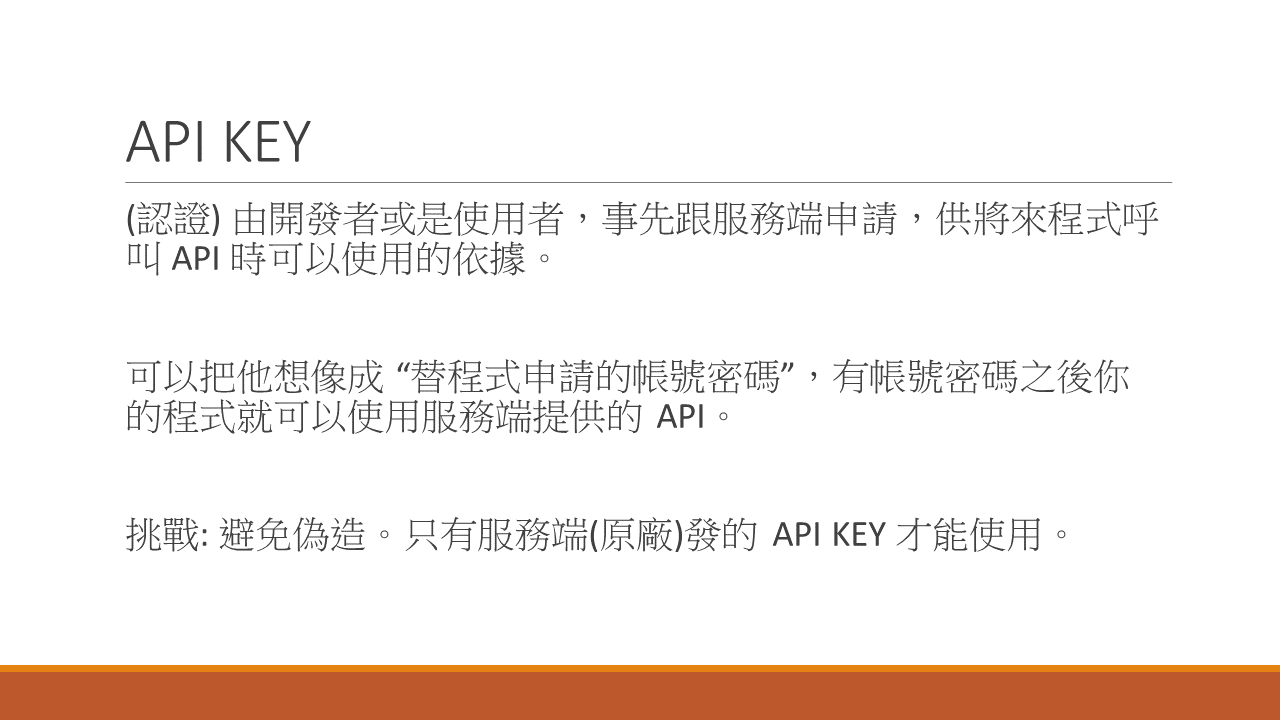 API KEY
(認證) 由開發者或是使用者，事先跟服務端申請，供將來程式呼
叫 API 時可以使用的依據。
可以把他想像成 “替程式申請的帳號密碼”，有帳號密碼之後你
的程式就可以使用服務端提供的 API。
挑戰: 避免偽造。只有服務端(原廠)發的 API KEY 才能使用。